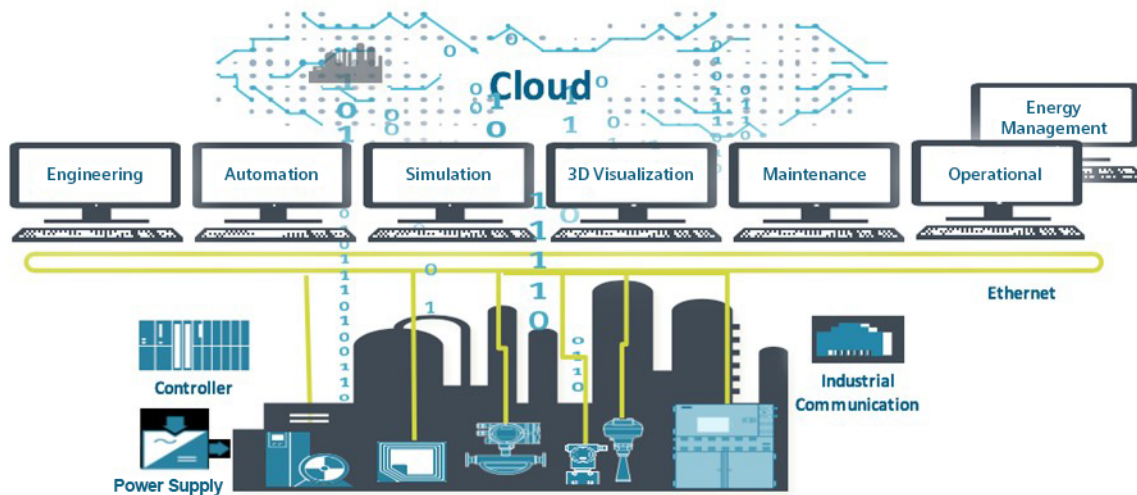 Cloud
Energy
Management
Engineering
Automation
Simulation
3D Visualization
Maintenance
Operational
Ethernet
Controller
Industrial
Communication
Power Supply